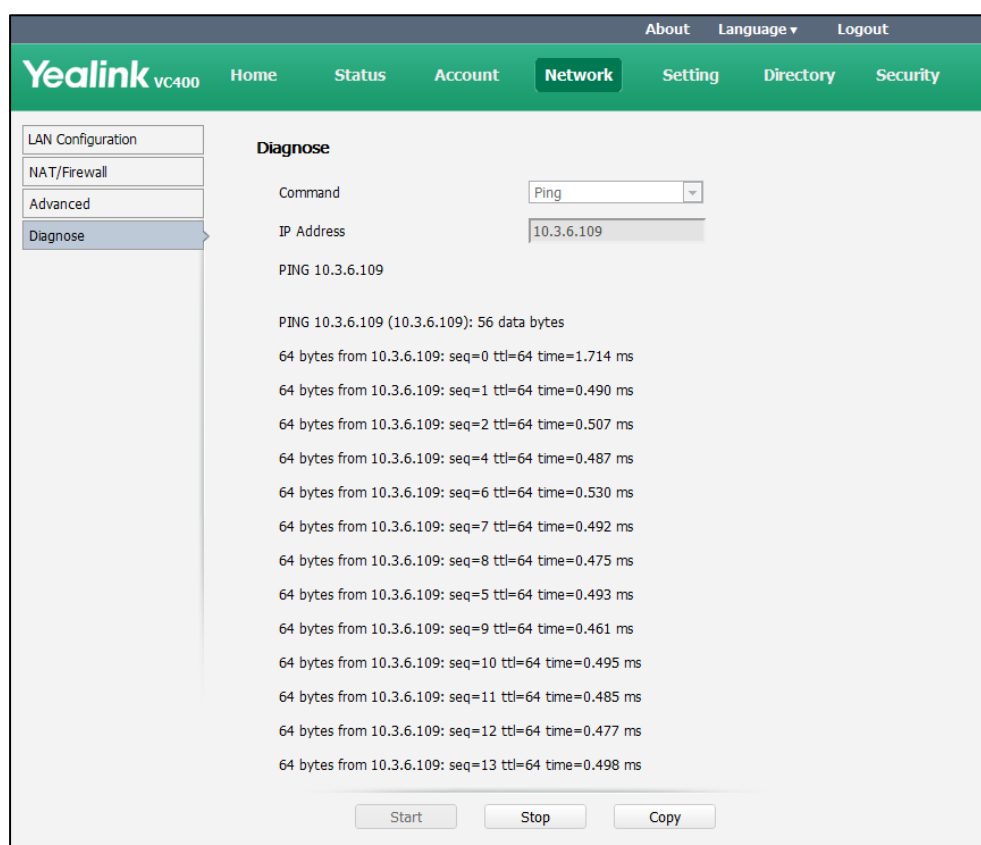 About Language ▾ Logout
Yealink VC400 Home Status Account Network Setting Directory Security
LAN Configuration
NAT/Firewall
Advanced
Diagnose
Diagnose
Command Ping
IP Address 10.3.6.109
PING 10.3.6.109
PING 10.3.6.109 (10.3.6.109): 56 data bytes
64 bytes from 10.3.6.109: seq=0 ttl=64 time=1.714 ms
64 bytes from 10.3.6.109: seq=1 ttl=64 time=0.490 ms
64 bytes from 10.3.6.109: seq=2 ttl=64 time=0.507 ms
64 bytes from 10.3.6.109: seq=4 ttl=64 time=0.487 ms
64 bytes from 10.3.6.109: seq=6 ttl=64 time=0.530 ms
64 bytes from 10.3.6.109: seq=7 ttl=64 time=0.492 ms
64 bytes from 10.3.6.109: seq=8 ttl=64 time=0.475 ms
64 bytes from 10.3.6.109: seq=5 ttl=64 time=0.493 ms
64 bytes from 10.3.6.109: seq=9 ttl=64 time=0.461 ms
64 bytes from 10.3.6.109: seq=10 ttl=64 time=0.495 ms
64 bytes from 10.3.6.109: seq=11 ttl=64 time=0.485 ms
64 bytes from 10.3.6.109: seq=12 ttl=64 time=0.477 ms
64 bytes from 10.3.6.109: seq=13 ttl=64 time=0.498 ms
Start Stop Copy